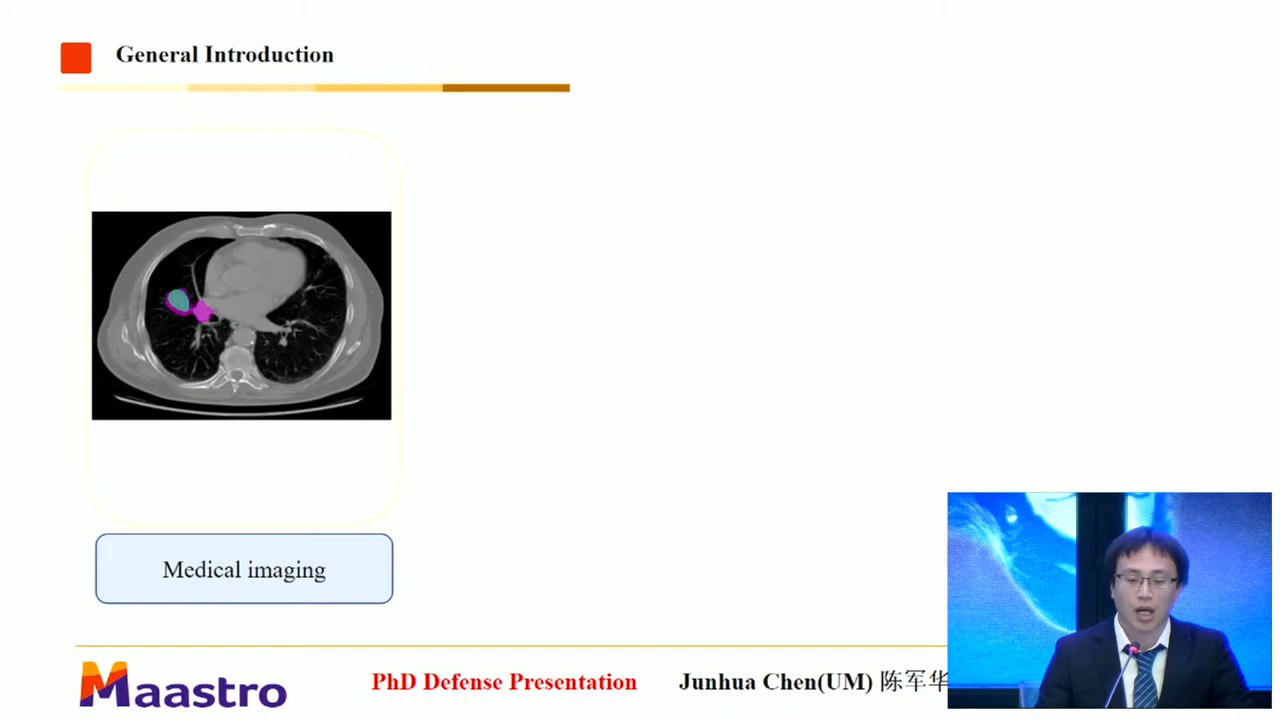 General Introduction
Medical imaging
Maastro
PhD Defense Presentation
Junhua Chen(UM) 陈军华